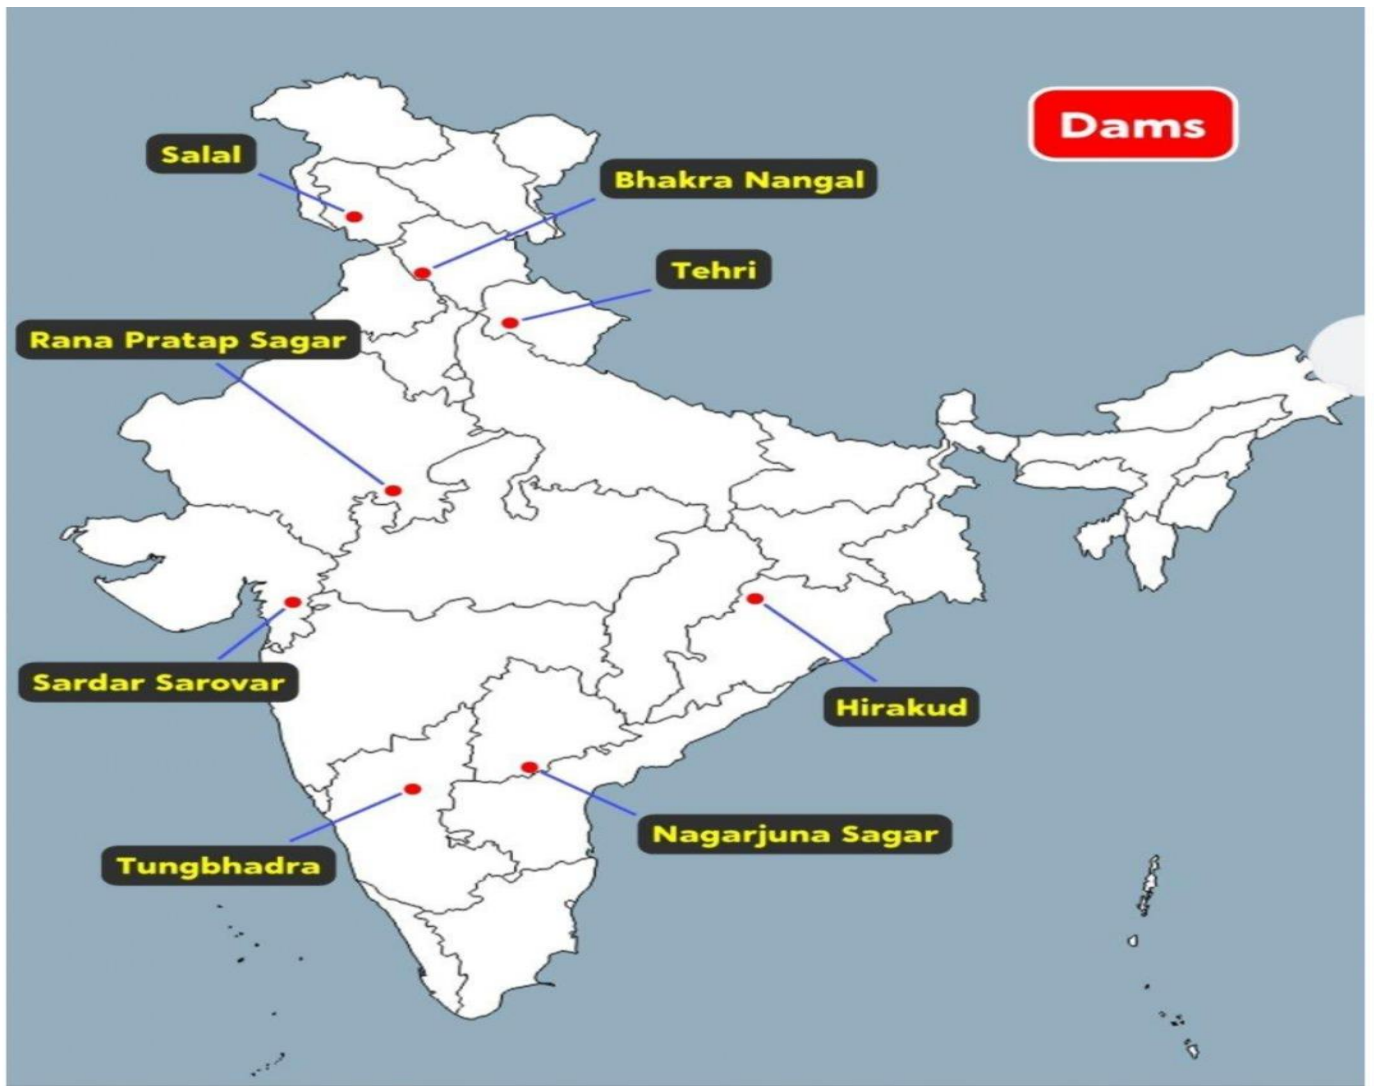 Dams
Salal
Bhakra Nangal
Tehri
Rana Pratap Sagar
Sardar Sarovar
Hirakud
Nagarjuna Sagar
Tungbhadra